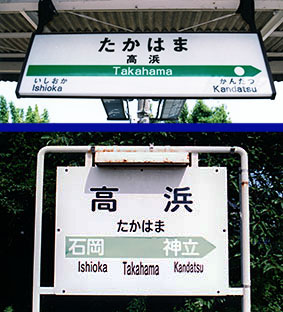 たかはま
高浜
Takahama
いしおか かんだつ
Ishioka Kandatsu
高浜
たかはま
石岡 神立
Ishioka Takahama Kandatsu